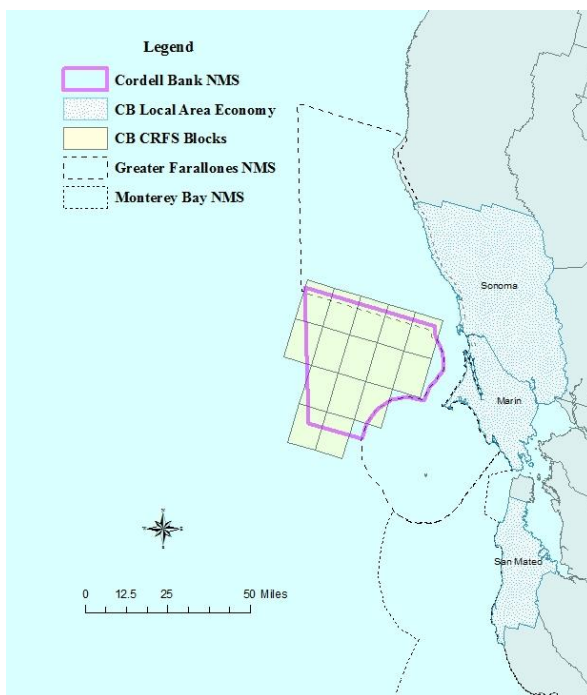 Legend
Cordell Bank NMS
CB Local Area Economy
CB CRFS Blocks
Greater Farallones NMS
Monterey Bay NMS
Sonoma
Marin
San Mateo
0 12.5 25 50 Miles